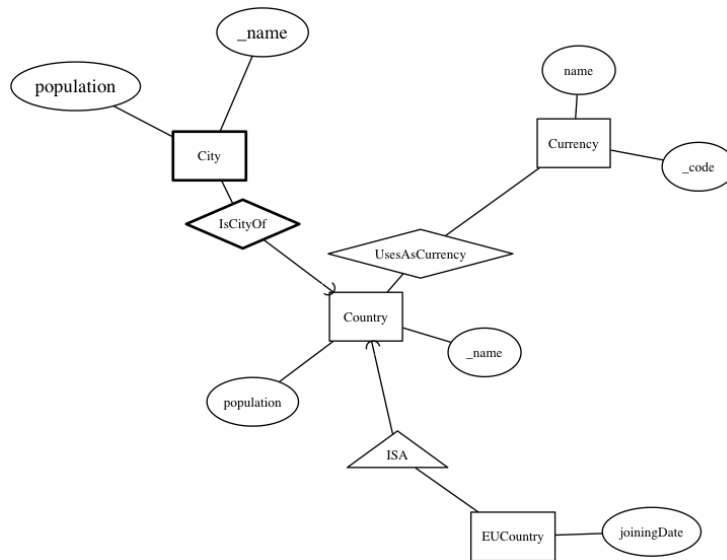 _name
population
name
City
Currency
_code
IsCityOf
UsesAsCurrency
Country
_name
population
ISA
EUCountry
joiningDate